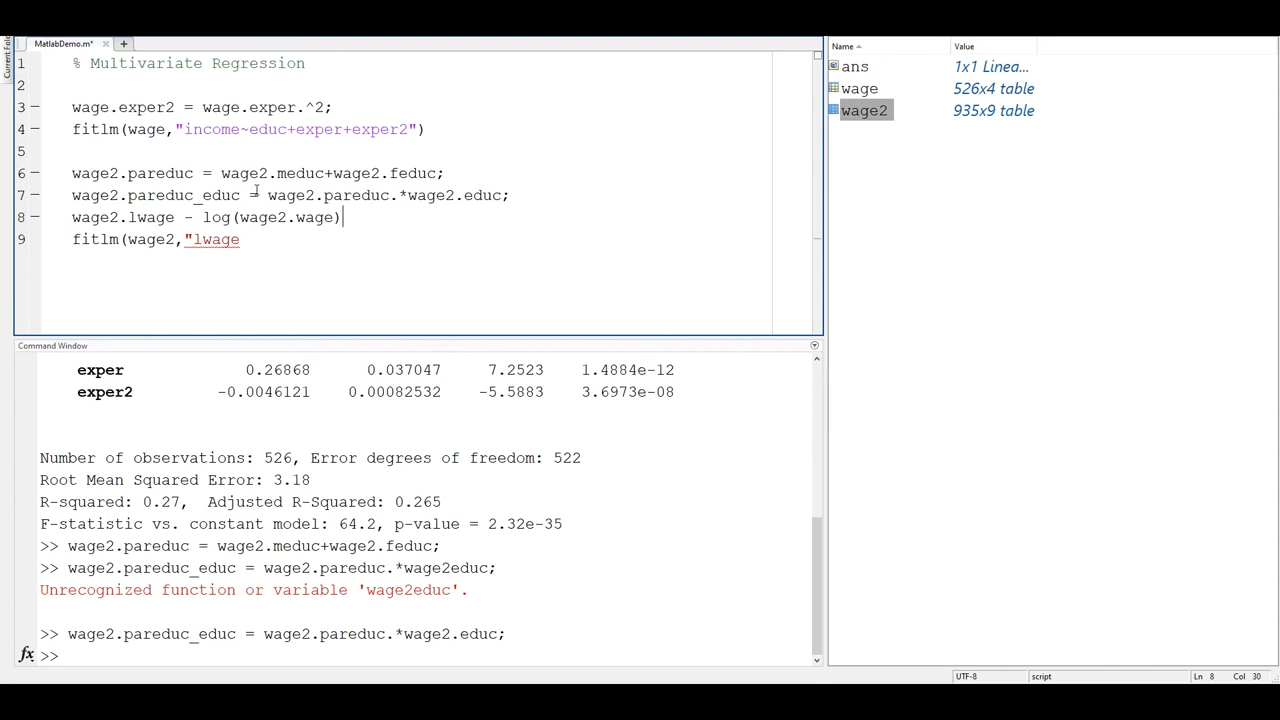 Current Fol
MatlabDemo.m* × +
Name Value
ans 1x1 Linea...
wage 526x4 table
wage2 935x9 table
1 % Multivariate Regression
2
3 wage.exper2 = wage.exper.^2;
4 fitlm(wage,"income~educ+exper+exper2")
5
6 wage2.pareduc = wage2.meduc+wage2.feduc;
7 wage2.pareduc_educ = wage2.pareduc.*wage2.educ;
8 wage2.lwage - log(wage2.wage)
9 fitlm(wage2,"lwage
Command Window
exper 0.26868 0.037047 7.2523 1.4884e-12
exper2 -0.0046121 0.00082532 -5.5883 3.6973e-08
Number of observations: 526, Error degrees of freedom: 522
Root Mean Squared Error: 3.18
R-squared: 0.27, Adjusted R-Squared: 0.265
F-statistic vs. constant model: 64.2, p-value = 2.32e-35
>> wage2.pareduc = wage2.meduc+wage2.feduc;
>> wage2.pareduc_educ = wage2.pareduc.*wage2educ;
Unrecognized function or variable 'wage2educ'.
>> wage2.pareduc_educ = wage2.pareduc.*wage2.educ;
fx >>
UTF-8 script Ln 8 Col 30